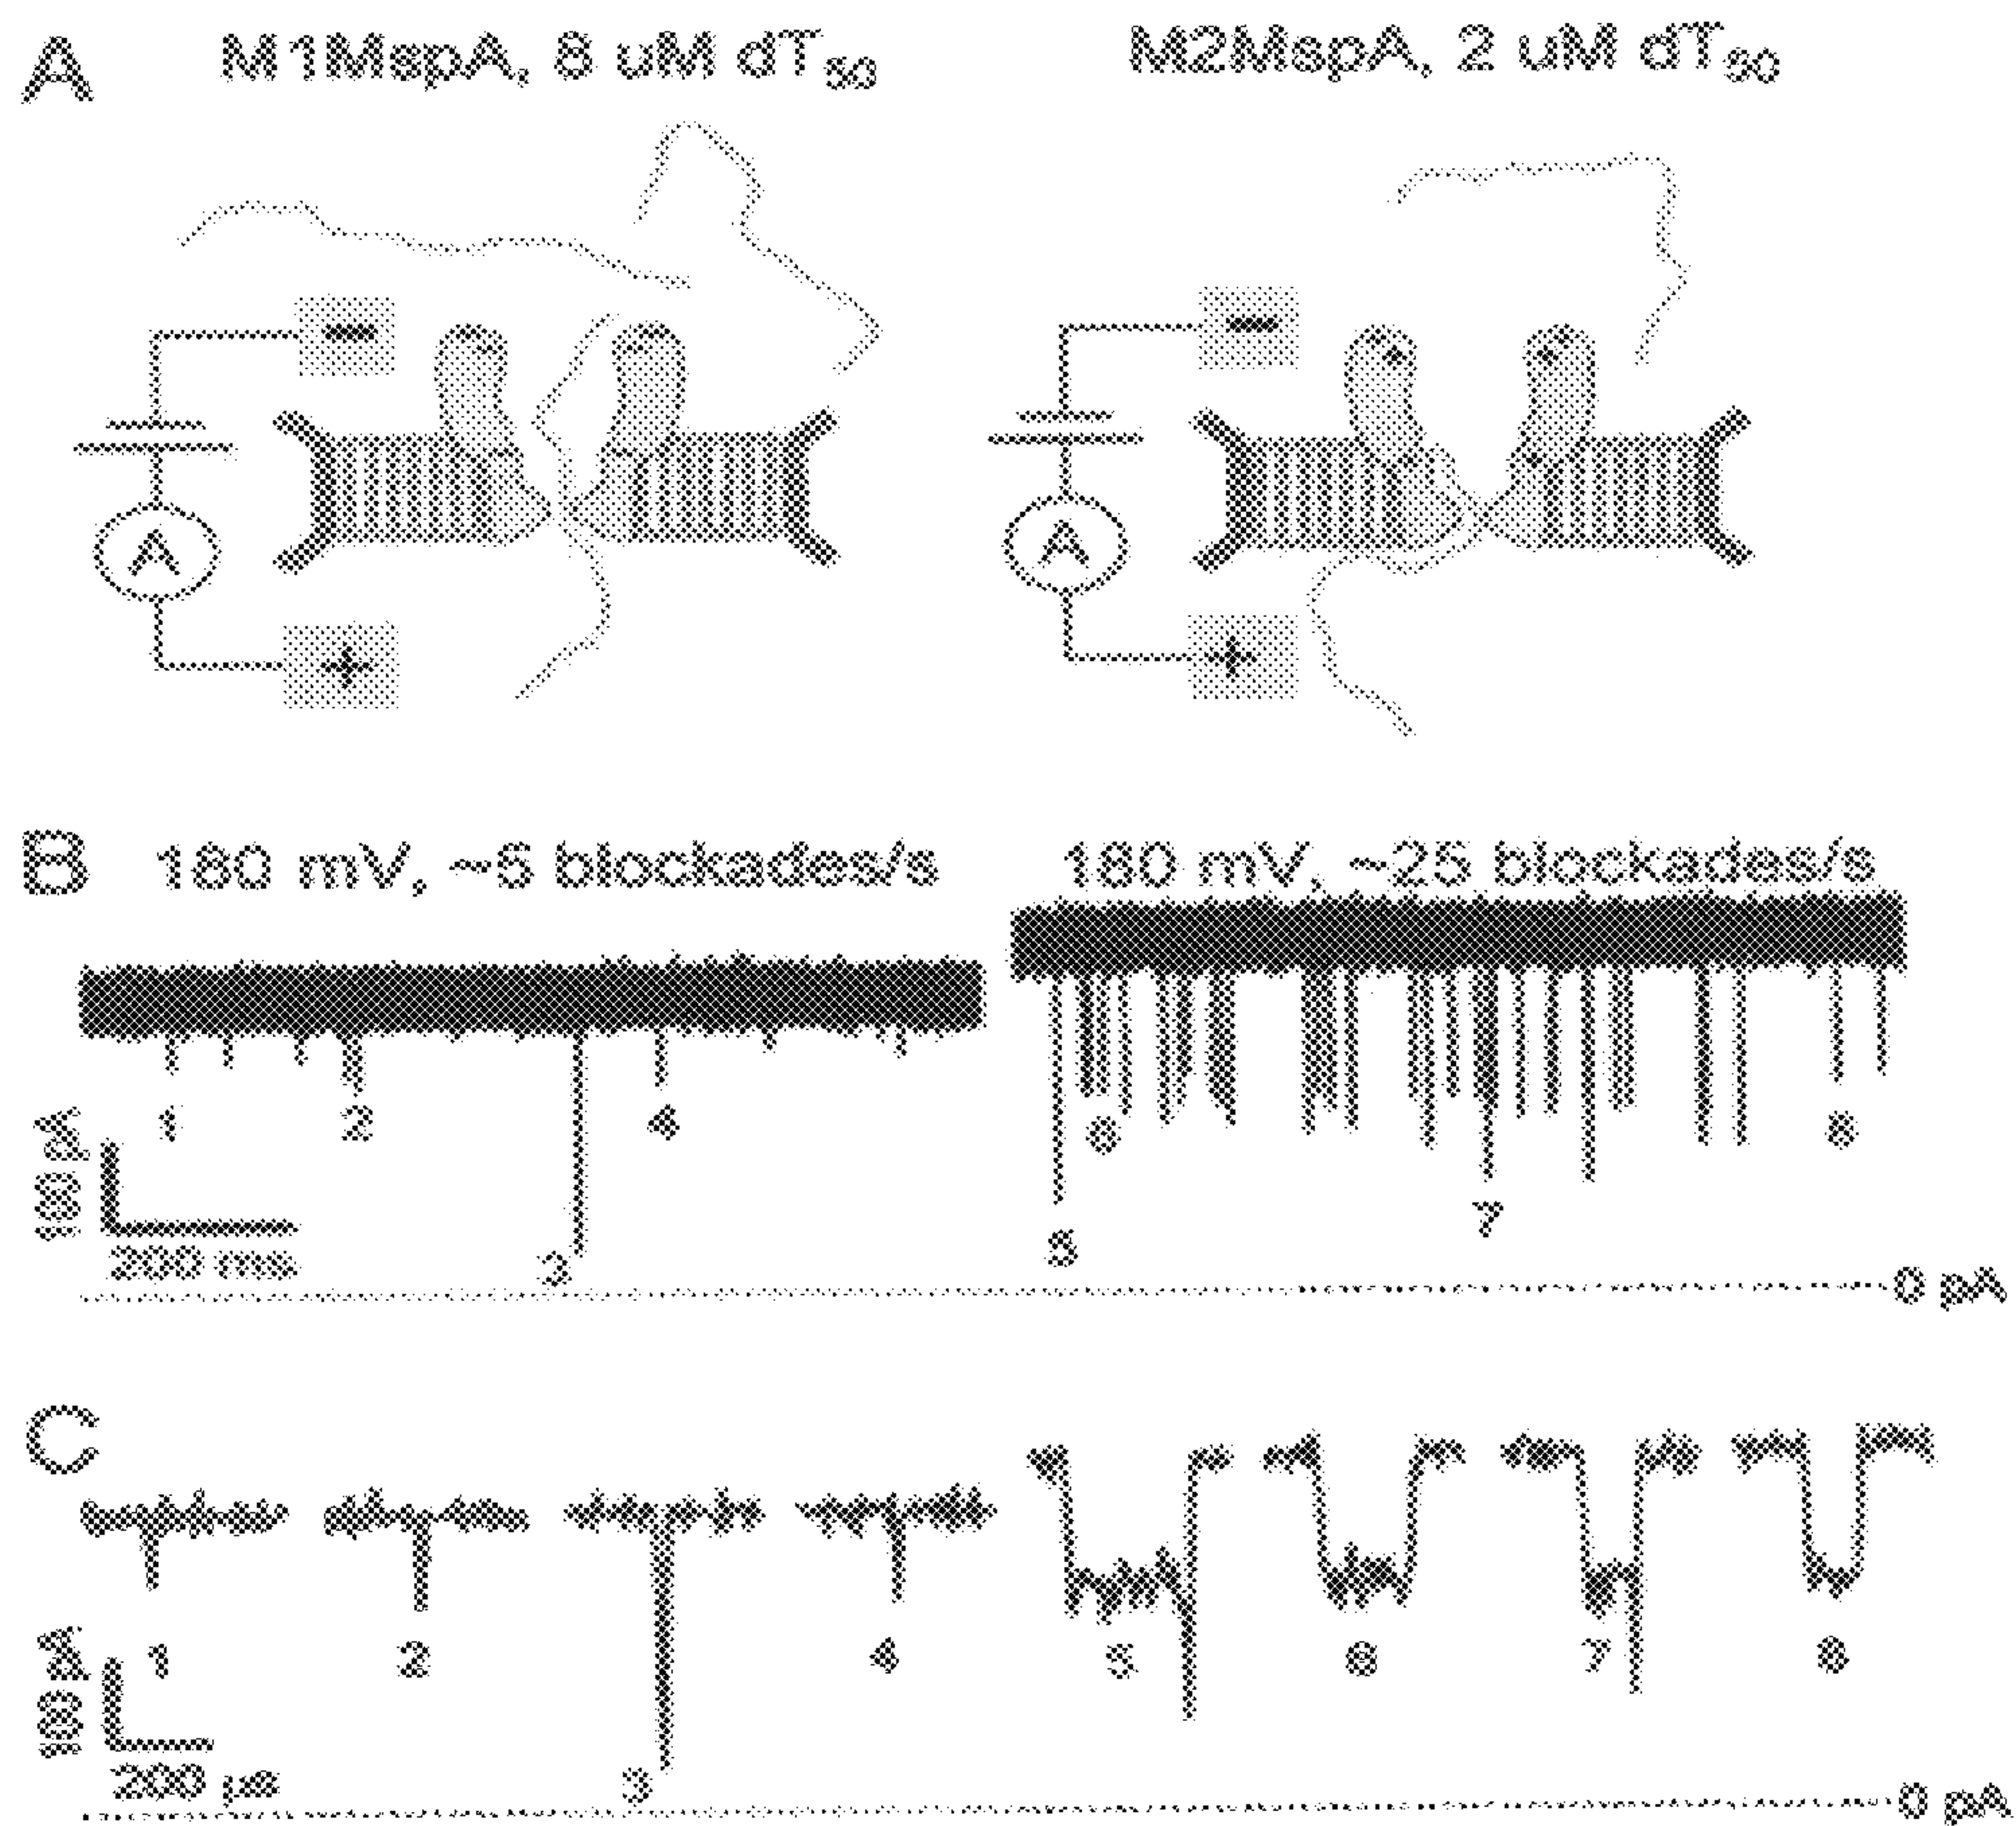 A
M1MspA, 8 uM dT50
M2MspA, 2 uM dT50
−
−
A
A
+
+
B
180 mV, ~5 blockades/s
180 mV, ~25 blockades/s
1
2
4
6
8
7
5
3
100 pA
200 ms
0 pA
C
1
2
4
5
6
7
8
3
100 pA
200 µs
0 pA